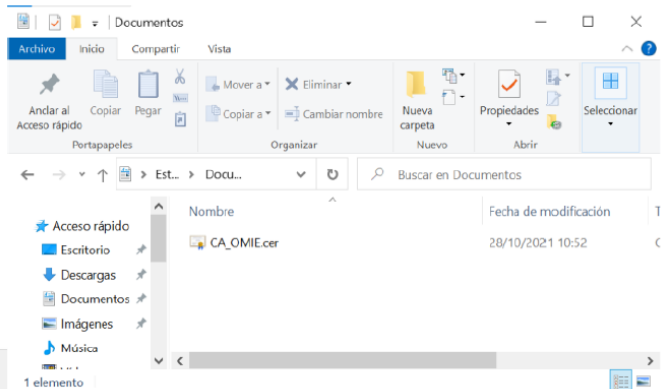 Documentos
Archivo Inicio Compartir Vista
Anclar al Acceso rápido
Copiar
Pegar
Portapapeles
Mover a
Copiar a
Eliminar
Cambiar nombre
Organizar
Nueva carpeta
Nuevo
Propiedades
Abrir
Seleccionar
Est... Docu...
Buscar en Documentos
Nombre Fecha de modificación T
Acceso rápido
Escritorio
Descargas
Documentos
Imágenes
Música
CA_OMIE.cer 28/10/2021 10:52
1 elemento